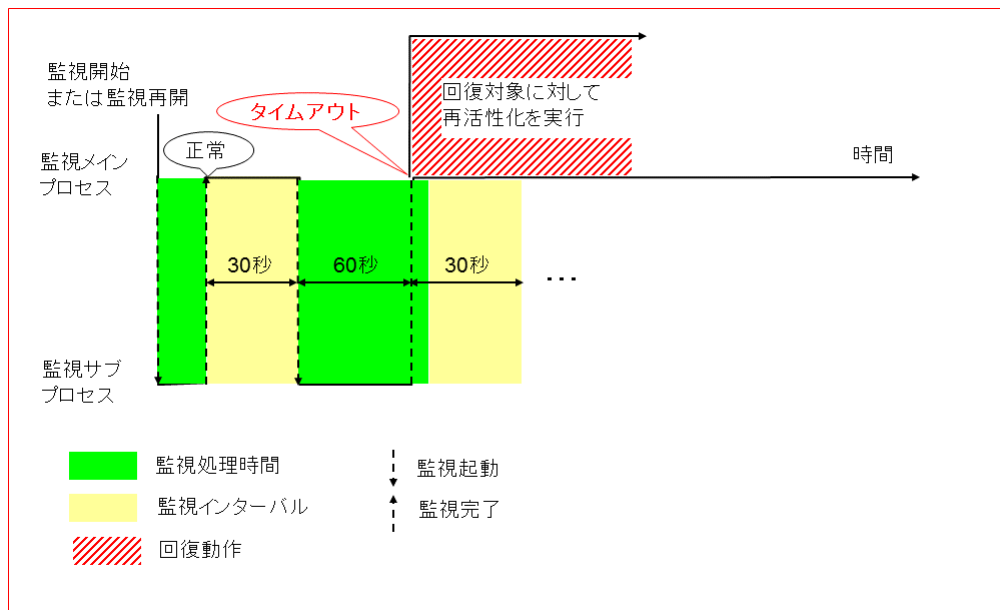 監視開始
または監視再開
タイムアウト
回復対象に対して
再活性化を実行
正常
監視メイン
プロセス
時間
30秒
60秒
30秒
…
監視サブ
プロセス
監視処理時間
監視起動
監視インターバル
監視完了
回復動作